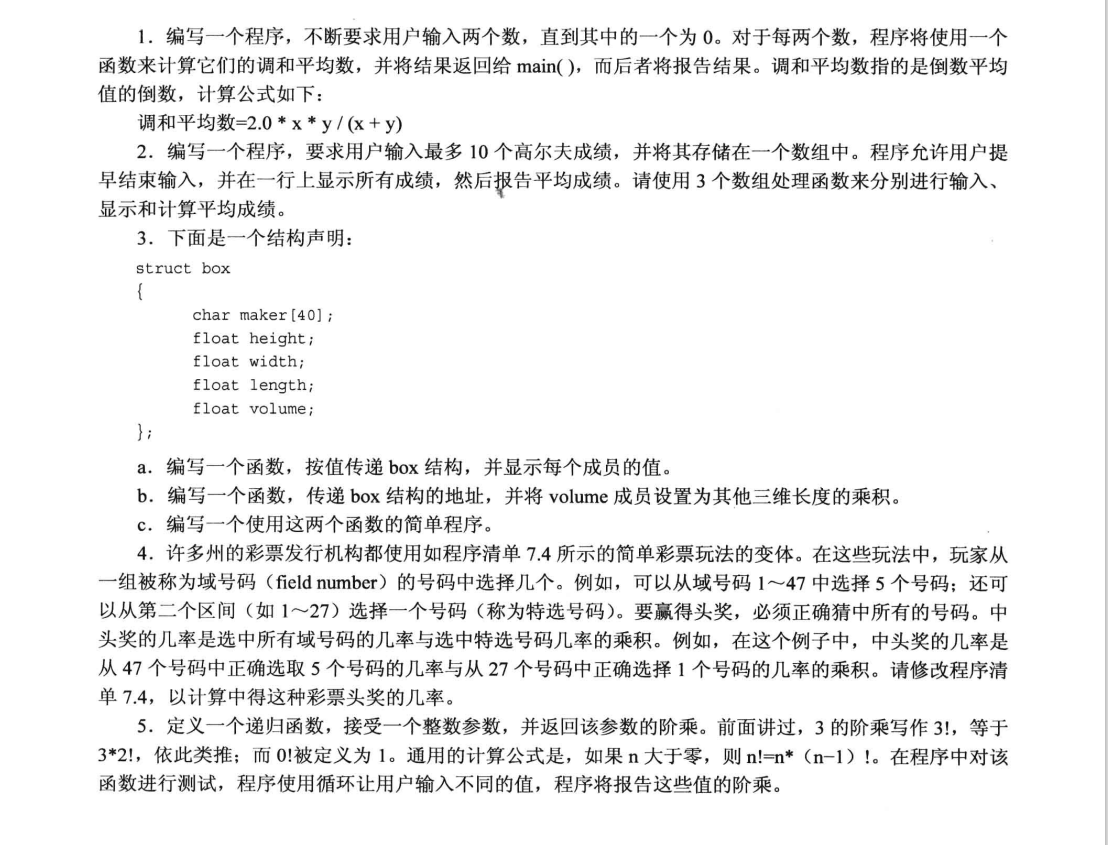 1．编写一个程序，不断要求用户输入两个数，直到其中的一个为 0。对于每两个数，程序将使用一个
函数来计算它们的调和平均数，并将结果返回给 main( )，而后者将报告结果。调和平均数指的是倒数平均
值的倒数，计算公式如下：
调和平均数=2.0 * x * y / (x + y)
2．编写一个程序，要求用户输入最多 10 个高尔夫成绩，并将其存储在一个数组中。程序允许用户提
早结束输入，并在一行上显示所有成绩，然后报告平均成绩。请使用 3 个数组处理函数来分别进行输入、
显示和计算平均成绩。
3．下面是一个结构声明：
struct box
{
char maker[40];
float height;
float width;
float length;
float volume;
};
a．编写一个函数，按值传递 box 结构，并显示每个成员的值。
b．编写一个函数，传递 box 结构的地址，并将 volume 成员设置为其他三维长度的乘积。
c．编写一个使用这两个函数的简单程序。
4．许多州的彩票发行机构都使用如程序清单 7.4 所示的简单彩票玩法的变体。在这些玩法中，玩家从
一组被称为域号码（field number）的号码中选择几个。例如，可以从域号码 1～47 中选择 5 个号码；还可
以从第二个区间（如 1～27）选择一个号码（称为特选号码）。要赢得头奖，必须正确猜中所有的号码。中
头奖的几率是选中所有域号码的几率与选中特选号码几率的乘积。例如，在这个例子中，中头奖的几率是
从 47 个号码中正确选取 5 个号码的几率与从 27 个号码中正确选择 1 个号码的几率的乘积。请修改程序清
单 7.4，以计算中得这种彩票头奖的几率。
5．定义一个递归函数，接受一个整数参数，并返回该参数的阶乘。前面讲过，3 的阶乘写作 3!，等于
3*2!，依此类推；而 0!被定义为 1。通用的计算公式是，如果 n 大于零，则 n!=n*（n−1）!。在程序中对该
函数进行测试，程序使用循环让用户输入不同的值，程序将报告这些值的阶乘。